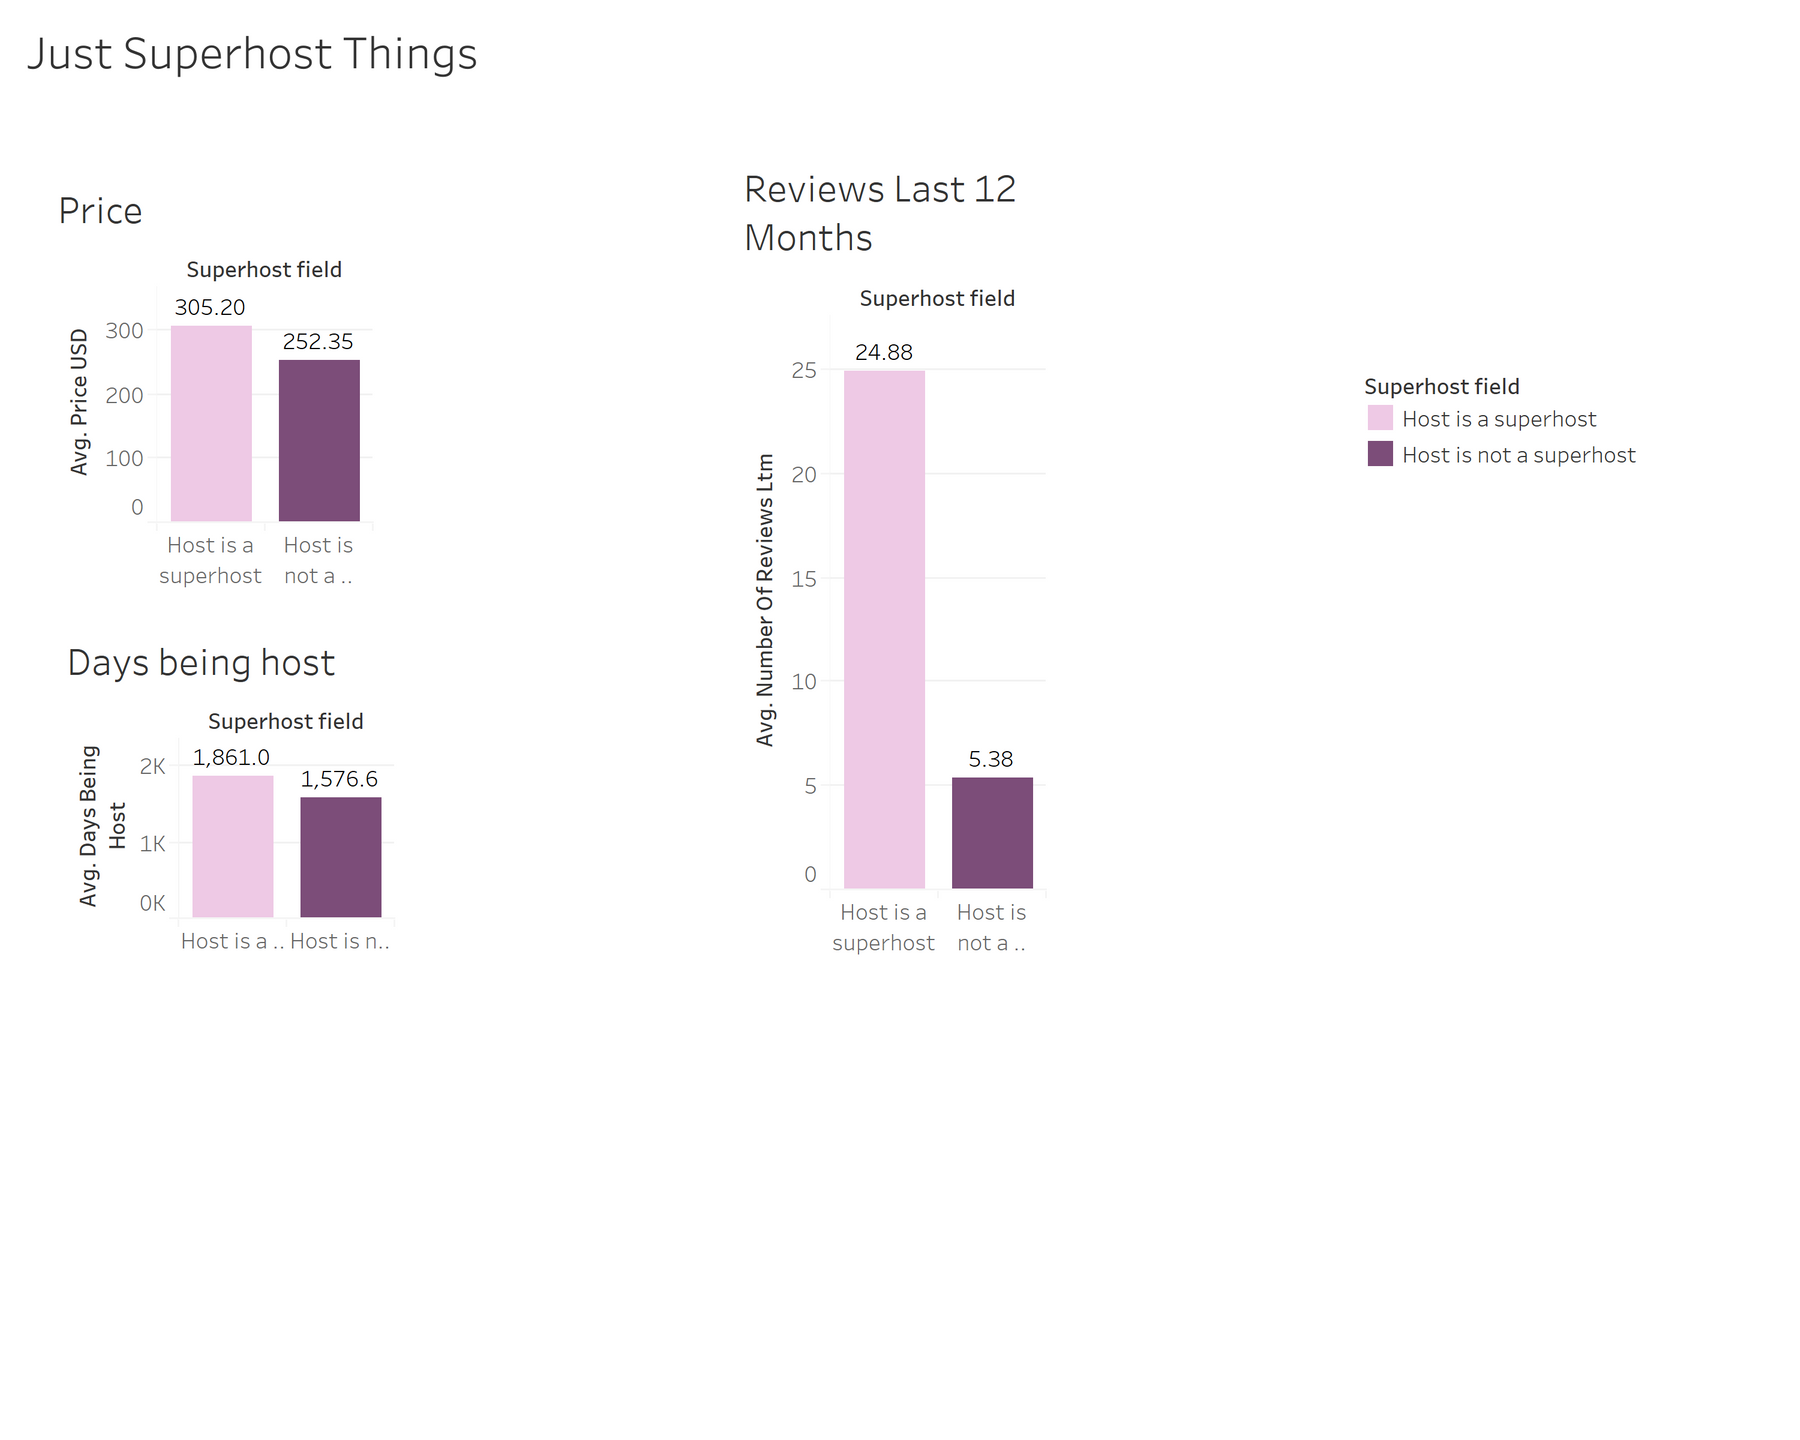 Just Superhost Things
Price
Superhost field
305.20
252.35
300
200
100
0
Avg. Price USD
Host is a
superhost
Host is
not a ..
Days being host
Superhost field
1,861.0
1,576.6
2K
1K
0K
Avg. Days Being
Host
Host is a ..
Host is n..
Reviews Last 12
Months
Superhost field
24.88
5.38
25
20
15
10
5
0
Avg. Number Of Reviews Ltm
Host is a
superhost
Host is
not a ..
Superhost field
Host is a superhost
Host is not a superhost